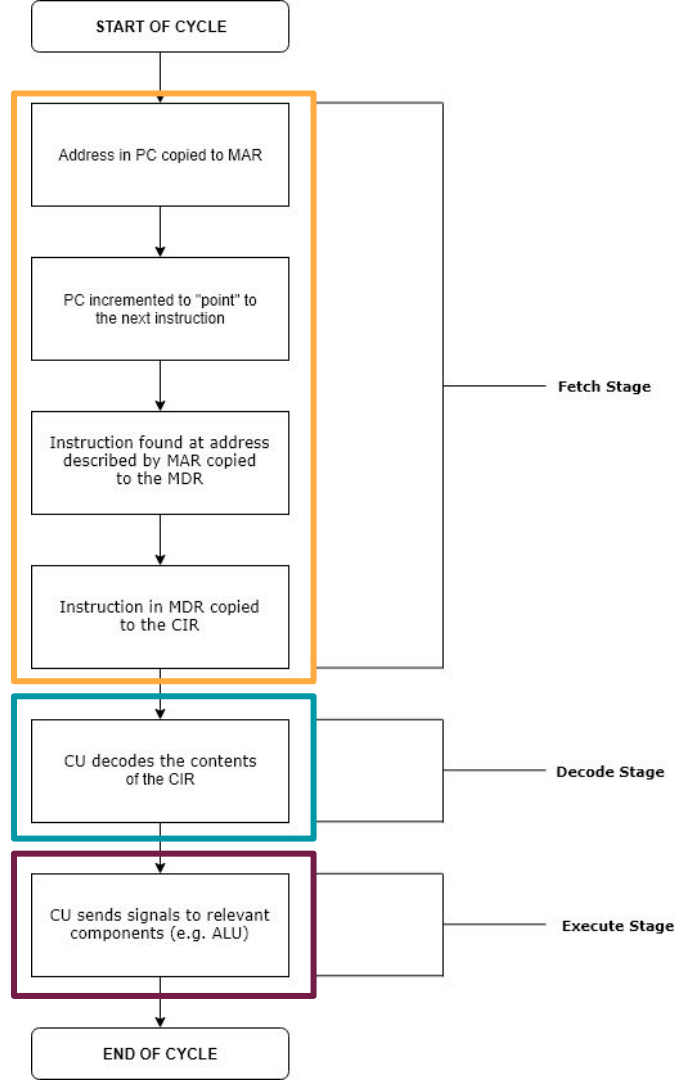 START OF CYCLE
Address in PC copied to MAR
PC incremented to "point" to
the next instruction
Fetch Stage
Instruction found at address
described by MAR copied
to the MDR
Instruction in MDR copied
to the CIR
CU decodes the contents
of the CIR
Decode Stage
CU sends signals to relevant
components (e.g. ALU)
Execute Stage
END OF CYCLE